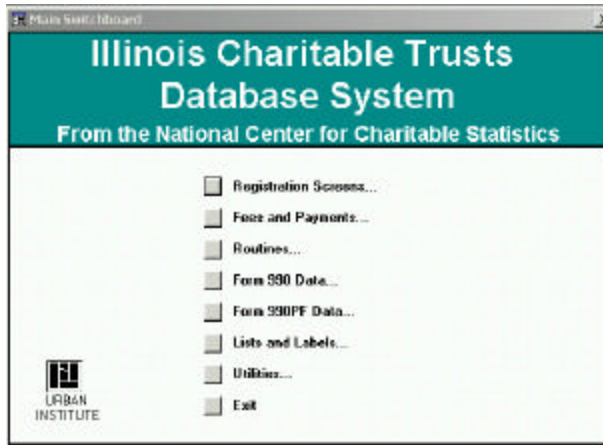 Main Switchboard
Illinois Charitable Trusts
Database System
From the National Center for Charitable Statistics
Registration Screens...
Fees and Payments...
Routines...
Form 990 Data...
Form 990PF Data...
Lists and Labels...
Utilities...
Exit
URBAN
INSTITUTE